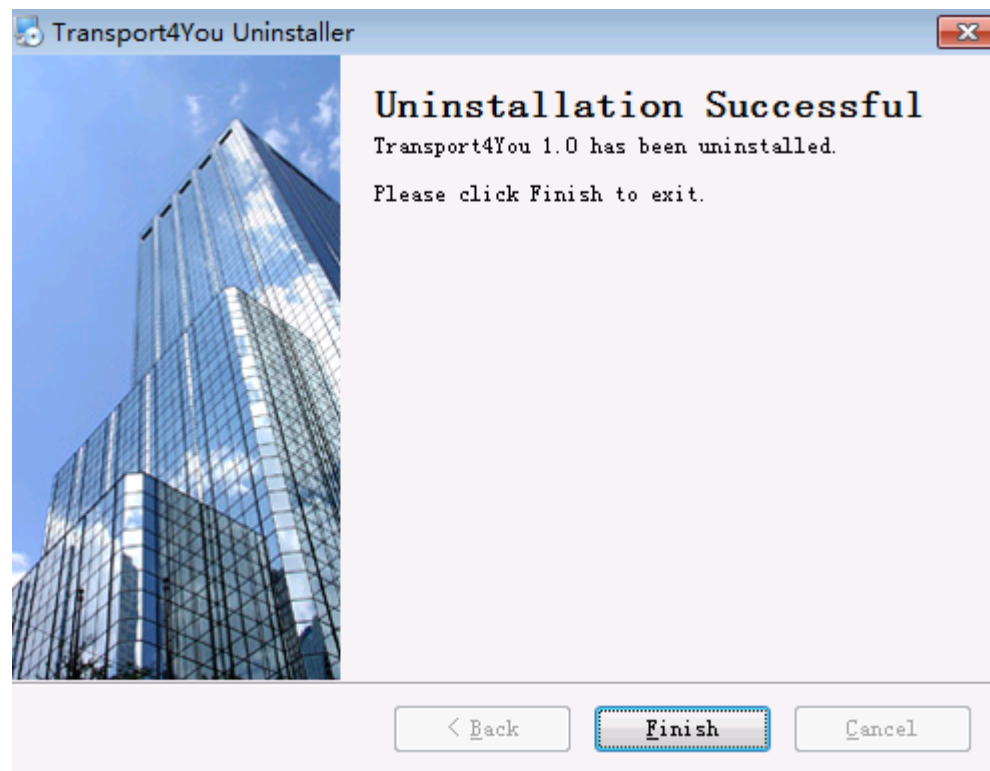 Transport4You Uninstaller
Uninstallation Successful
Transport4You 1.0 has been uninstalled.
Please click Finish to exit.
< Back
Finish
Cancel